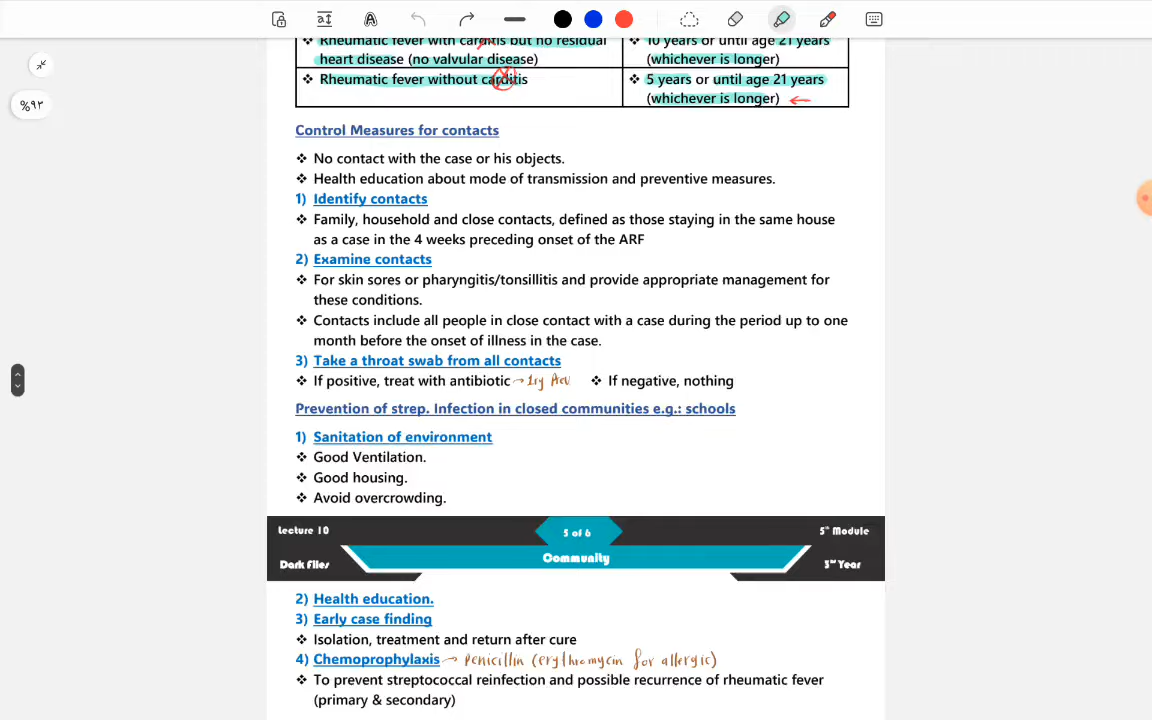 %٩٢
❖ Rheumatic fever with carditis but no residual
heart disease (no valvular disease)
❖ 10 years or until age 21 years
(whichever is longer)
❖ Rheumatic fever without carditis
❖ 5 years or until age 21 years
(whichever is longer)
Control Measures for contacts
❖ No contact with the case or his objects.
❖ Health education about mode of transmission and preventive measures.
1) Identify contacts
❖ Family, household and close contacts, defined as those staying in the same house
as a case in the 4 weeks preceding onset of the ARF
2) Examine contacts
❖ For skin sores or pharyngitis/tonsillitis and provide appropriate management for
these conditions.
❖ Contacts include all people in close contact with a case during the period up to one
month before the onset of illness in the case.
3) Take a throat swab from all contacts
❖ If positive, treat with antibiotic → ❖ If negative, nothing
Prevention of strep. Infection in closed communities e.g.: schools
1) Sanitation of environment
❖ Good Ventilation.
❖ Good housing.
❖ Avoid overcrowding.
Lecture 10 5 of 6 5th Module
Dark Files Community 3rd Year
2) Health education.
3) Early case finding
❖ Isolation, treatment and return after cure
4) Chemoprophylaxis → Penicillin (erythromycin for allergic)
❖ To prevent streptococcal reinfection and possible recurrence of rheumatic fever
(primary & secondary)